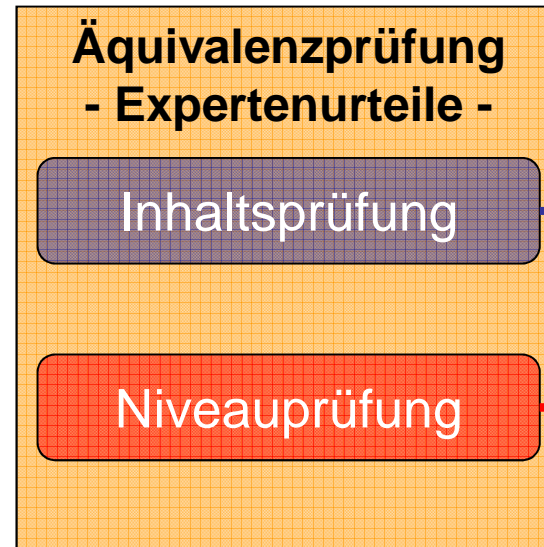 Äquivalenzprüfung
- Expertenurteile -
Inhaltsprüfung
Niveauprüfung